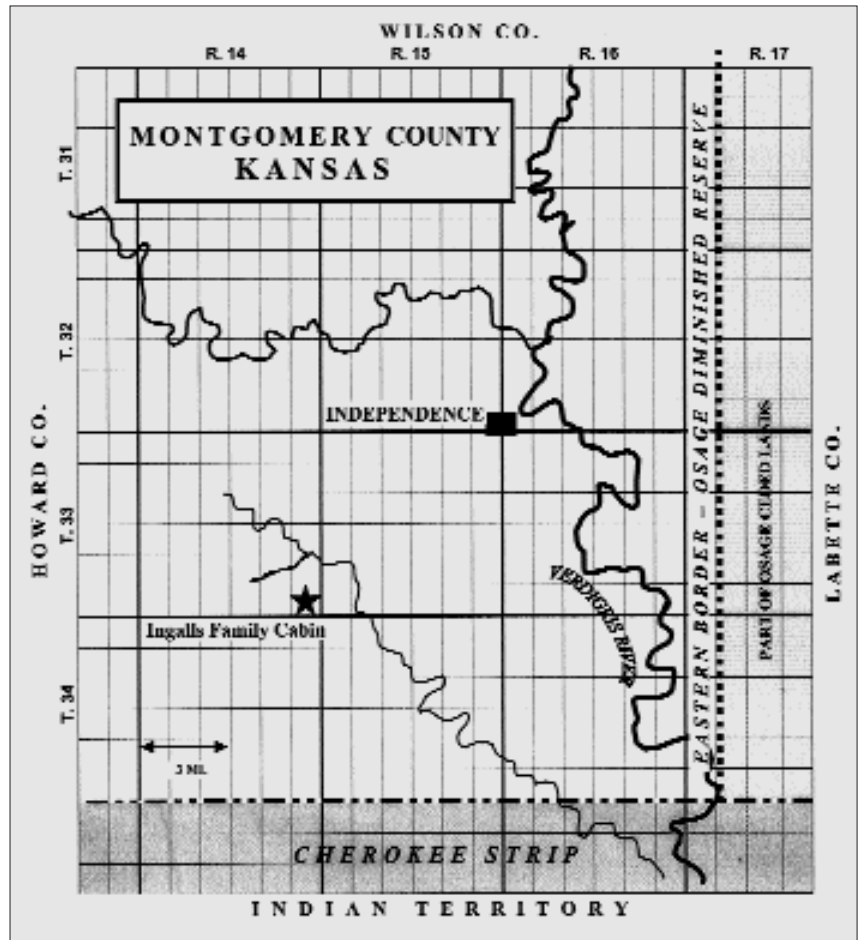 WILSON CO.
R. 14 R. 15 R. 16 R. 17
MONTGOMERY COUNTY
KANSAS
T. 31
T. 32
T. 33
T. 34
HOWARD CO.
LABETTE CO.
INDEPENDENCE
EASTERN BORDER – OSAGE DIMINISHED RESERVE
PART OF OSAGE CEDED LANDS
VERDIGRIS RIVER
Ingalls Family Cabin
3 MI.
CHEROKEE STRIP
INDIAN TERRITORY